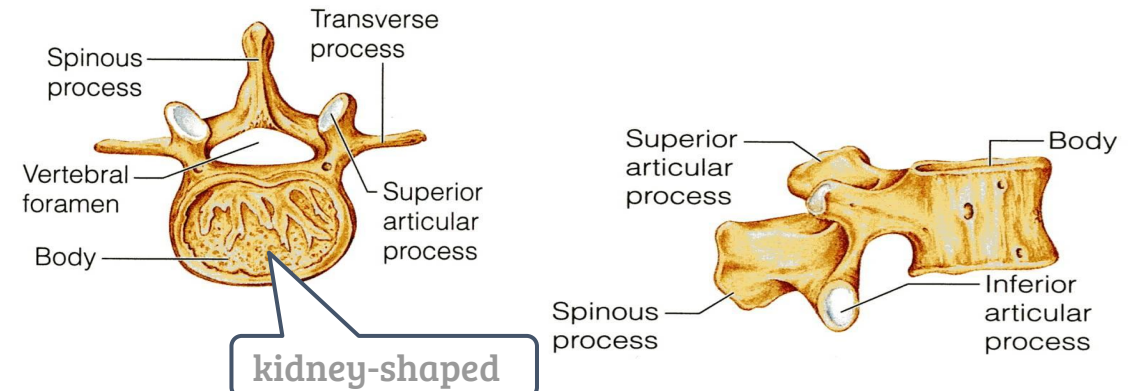 Transverse
process
Spinous
process
Vertebral
foramen
Superior
articular
process
Body
kidney-shaped
Superior
articular
process
Body
Spinous
process
Inferior
articular
process